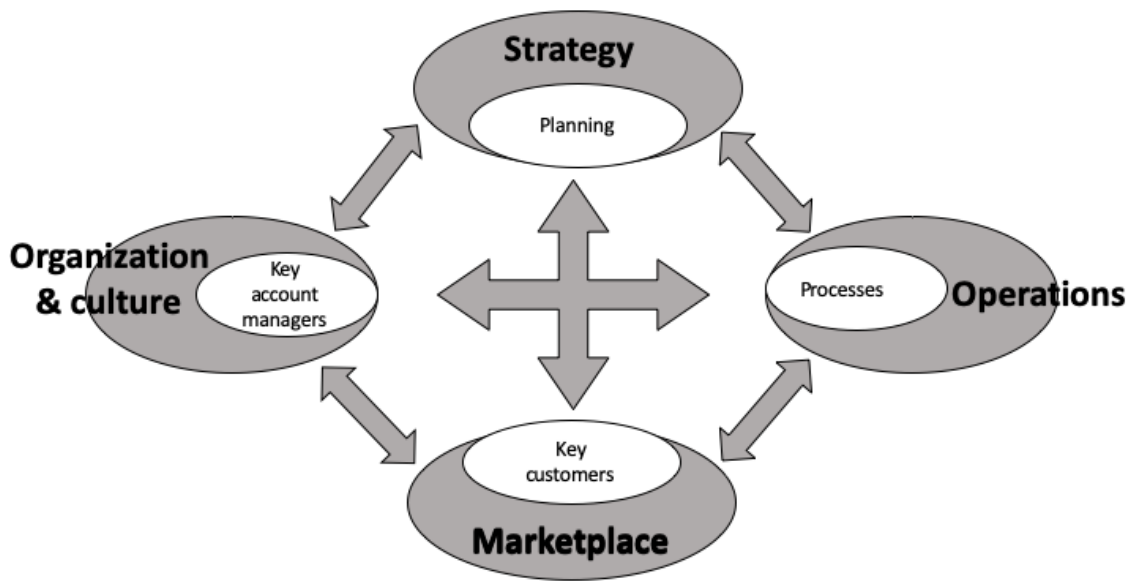 Strategy
Planning
Organization
& culture
Key
account
managers
Processes
Operations
Key
customers
Marketplace